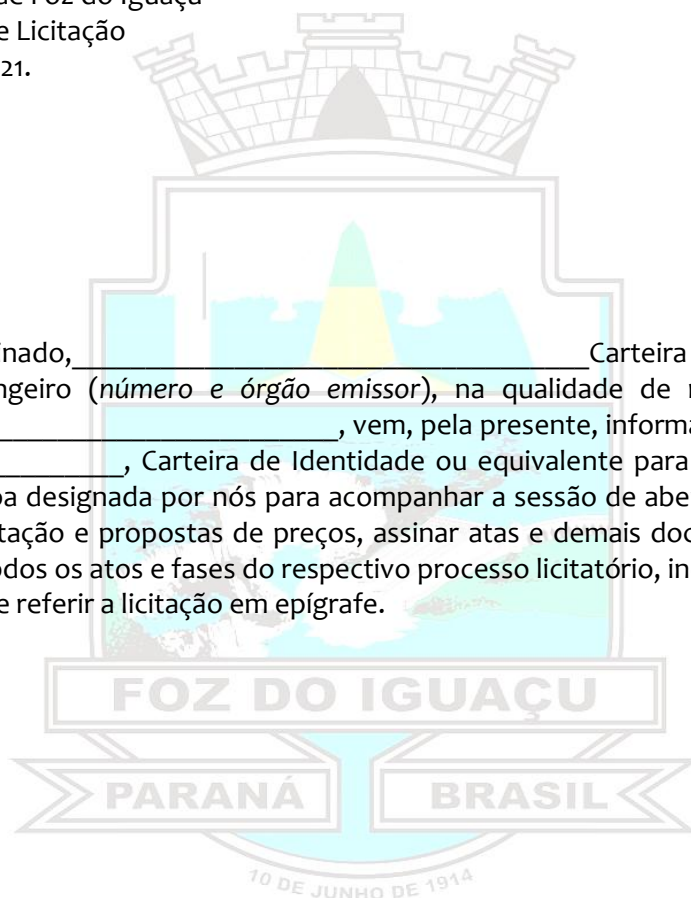 de Foz do Iguaçu
e Licitação
21.
inado,___________________________________Carteira
ngeiro (número e órgão emissor), na qualidade de
_______________________, vem, pela presente, inform
_________, Carteira de Identidade ou equivalente para
oa designada por nós para acompanhar a sessão de abe
tação e propostas de preços, assinar atas e demais doc
odos os atos e fases do respectivo processo licitatório, in
e referir a licitação em epígrafe.
FOZ DO IGUAÇU
PARANÁ BRASIL
10 DE JUNHO DE 1914